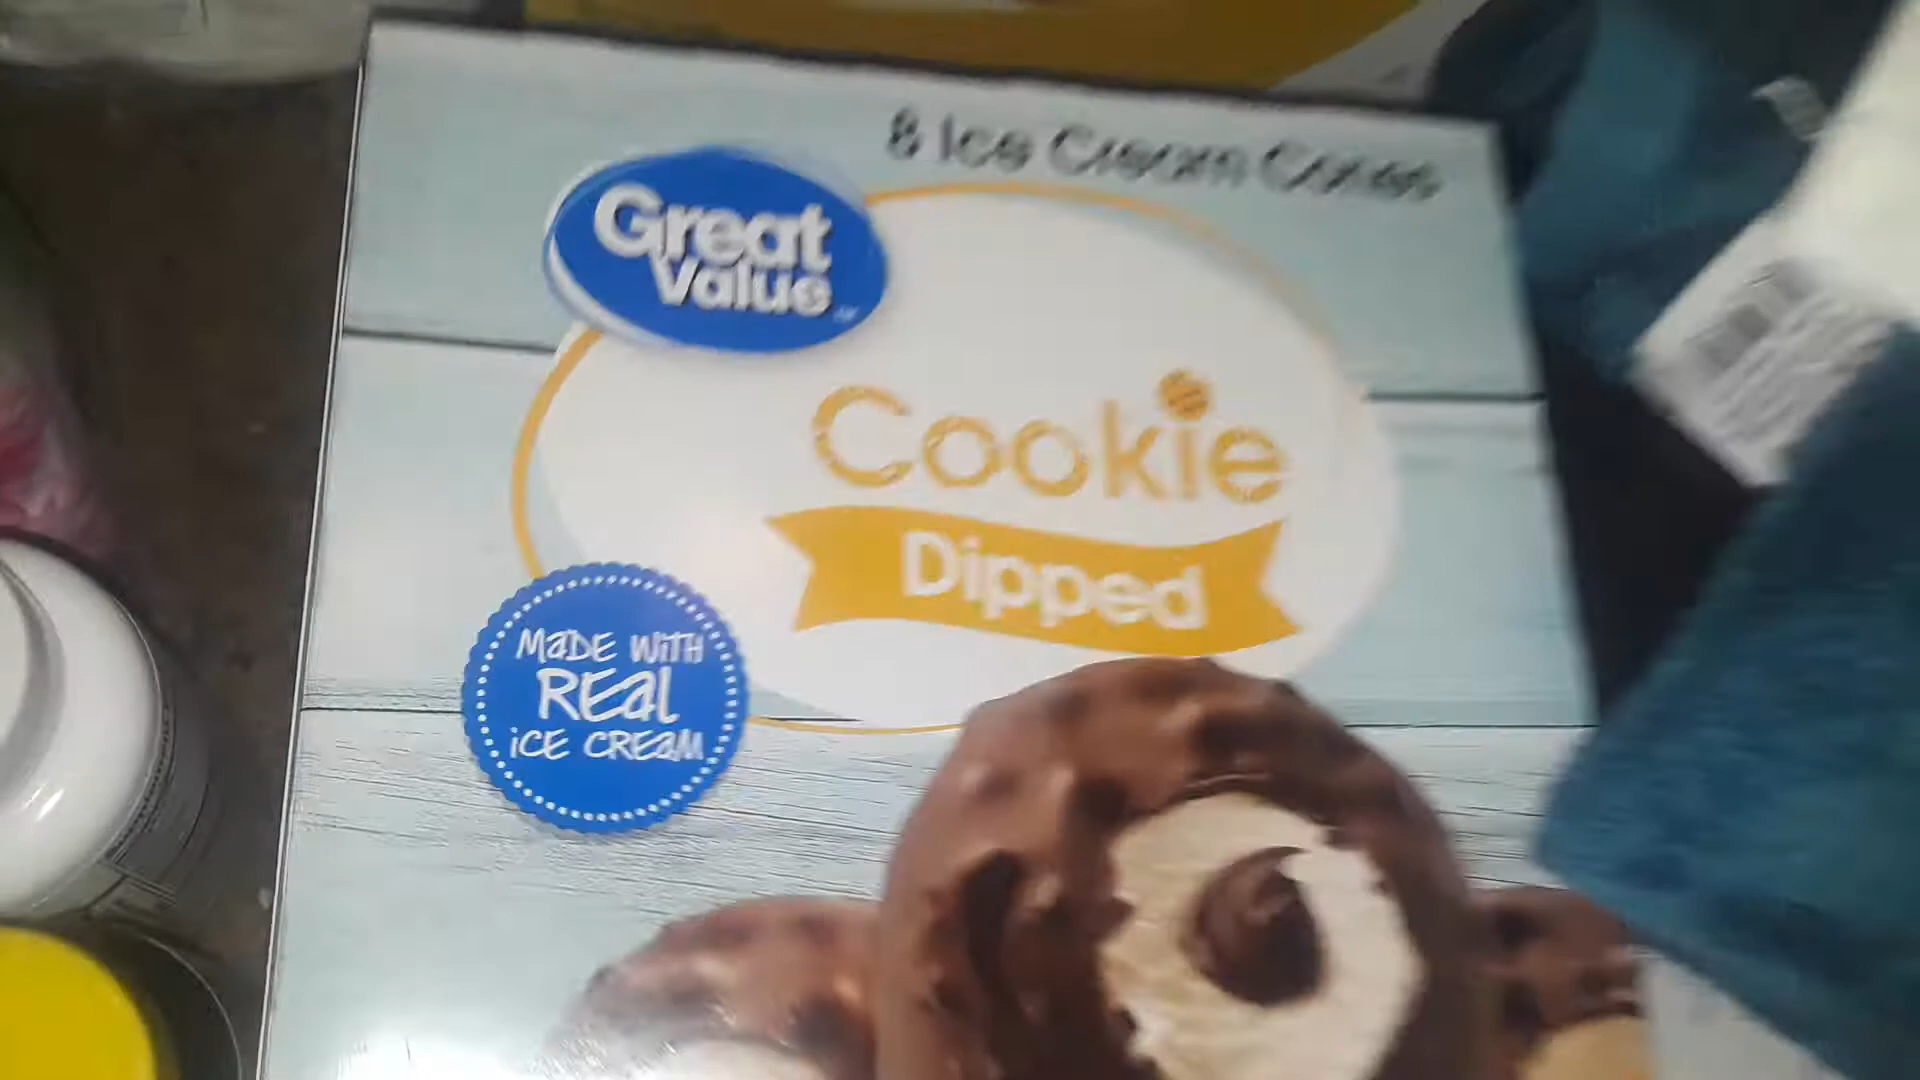 8 Ice Cream Cones
Great
Value
Cookie
Dipped
MaDE WiTH
REal
iCE CREaM